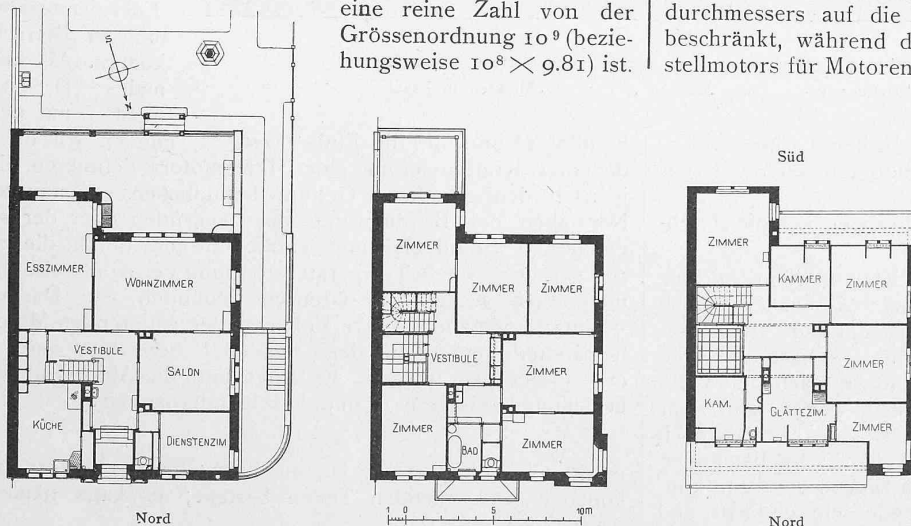 eine reine Zahl von der
Grössenordnung 10⁹ (bezie-
hungsweise 10⁸ × 9.81) ist.
durchmessers auf die
beschränkt, während d
stellmotors für Motoren
S
N
ESSZIMMER
WOHNZIMMER
VESTIBULE
SALON
KÜCHE
DIENSTENZIM.
Nord
ZIMMER
ZIMMER
ZIMMER
VESTIBULE
ZIMMER
ZIMMER
BAD
ZIMMER
1 0 5 10m
Süd
ZIMMER
KAMMER
ZIMMER
ZIMMER
KAM.
GLÄTTEZIM.
ZIMMER
Nord